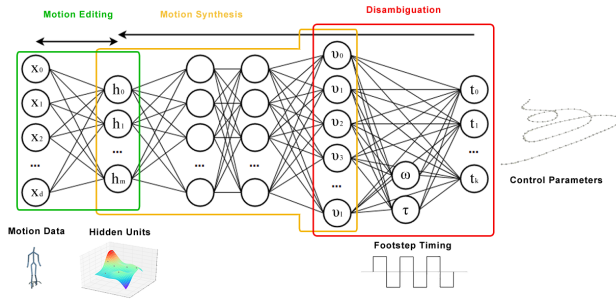 Disambiguation
Motion Editing
Motion Synthesis
x0
x1
x2
...
xd
h0
h1
...
hm
...
...
υ0
υ1
υ2
υ3
...
υl
ω
τ
t0
t1
...
tk
Control Parameters
Motion Data
Hidden Units
Footstep Timing